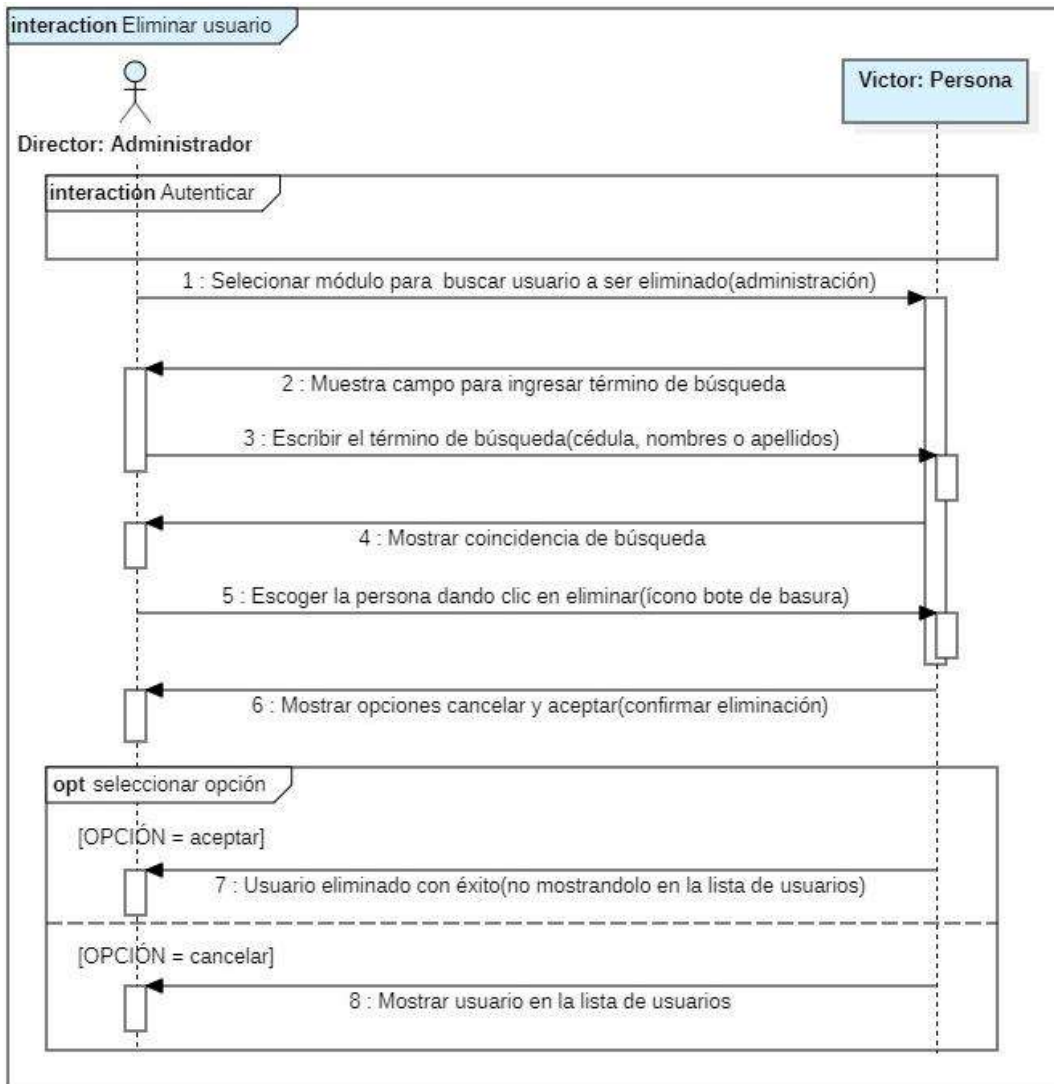 interaction Eliminar usuario
Victor: Persona
Director: Administrador
interaction Autenticar
1 : Selecionar módulo para buscar usuario a ser eliminado(administración)
2 : Muestra campo para ingresar término de búsqueda
3 : Escribir el término de búsqueda(cédula, nombres o apellidos)
4 : Mostrar coincidencia de búsqueda
5 : Escoger la persona dando clic en eliminar(ícono bote de basura)
6 : Mostrar opciones cancelar y aceptar(confirmar eliminación)
opt seleccionar opción
[OPCIÓN = aceptar]
7 : Usuario eliminado con éxito(no mostrandolo en la lista de usuarios)
[OPCIÓN = cancelar]
8 : Mostrar usuario en la lista de usuarios